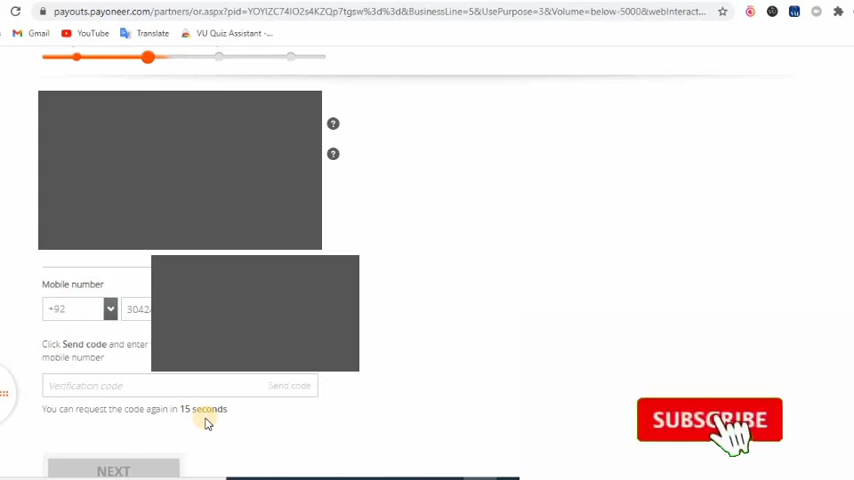 payouts.payoneer.com/partners/or.aspx?pid=YOYIZC74IO2s4KZQp7tgsw%3d%3d&BusinessLine=5&UsePurpose=3&Volume=below-5000&webInteract...
Gmail YouTube Translate VU Quiz Assistant -...
?
?
Mobile number
+92 3042
Click Send code and enter
mobile number
Verification code Send code
You can request the code again in 15 seconds
NEXT
SUBSCRIBE